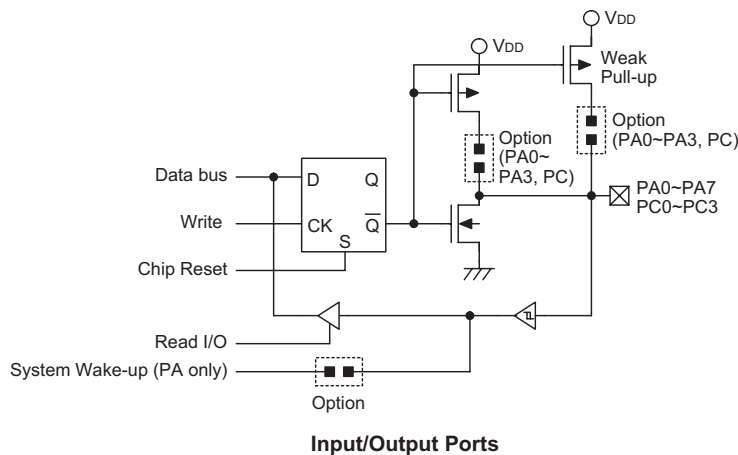 VDD
VDD
Weak
Pull-up
Option
(PA0~
PA3, PC)
Option
(PA0~PA3, PC)
Data bus
D
Q
Write
CK
Q
S
PA0~PA7
PC0~PC3
Chip Reset
Read I/O
System Wake-up (PA only)
Option
Input/Output Ports